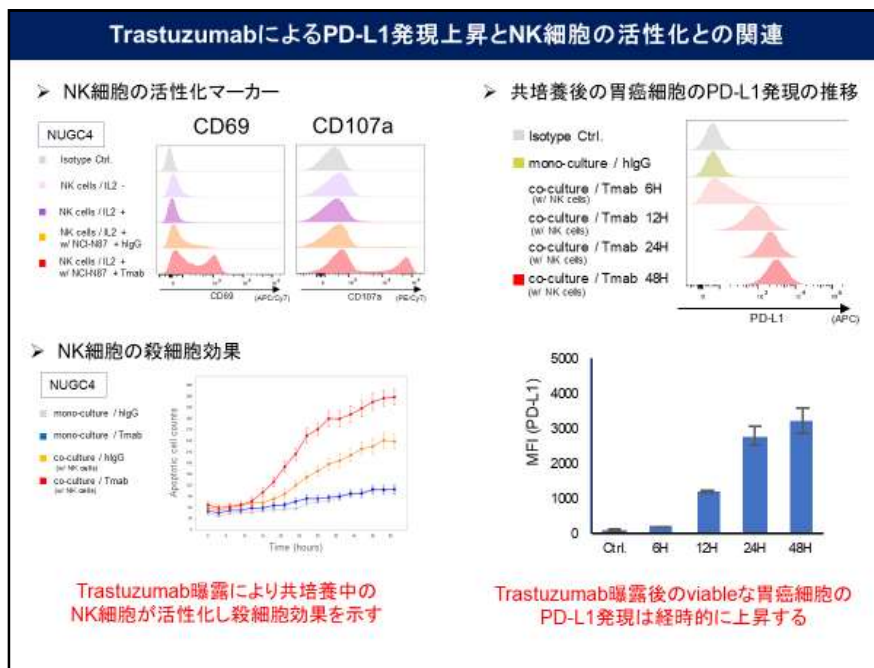 TrastuzumabによるPD-L1発現上昇とNK細胞の活性化との関連
➤ NK細胞の活性化マーカー
NUGC4
CD69
CD107a
Isotype Ctrl.
NK cells / IL2 -
NK cells / IL2 +
NK cells / IL2 +
w/ NCI-N87 + hIgG
NK cells / IL2 +
w/ NCI-N87 + Tmab
CD69 (APC/Cy7)
CD107a (PE/Cy7)
➤ NK細胞の殺細胞効果
NUGC4
mono-culture / hIgG
mono-culture / Tmab
co-culture / hIgG
(w/ NK cells)
co-culture / Tmab
(w/ NK cells)
Apoptotic cell counts
Time (hours)
Trastuzumab曝露により共培養中の
NK細胞が活性化し殺細胞効果を示す
➤ 共培養後の胃癌細胞のPD-L1発現の推移
Isotype Ctrl.
mono-culture / hIgG
co-culture / Tmab 6H
(w/ NK cells)
co-culture / Tmab 12H
(w/ NK cells)
co-culture / Tmab 24H
(w/ NK cells)
co-culture / Tmab 48H
(w/ NK cells)
PD-L1 (APC)
MFI (PD-L1)
5000
4000
3000
2000
1000
0
Ctrl. 6H 12H 24H 48H
Trastuzumab曝露後のviableな胃癌細胞の
PD-L1発現は経時的に上昇する